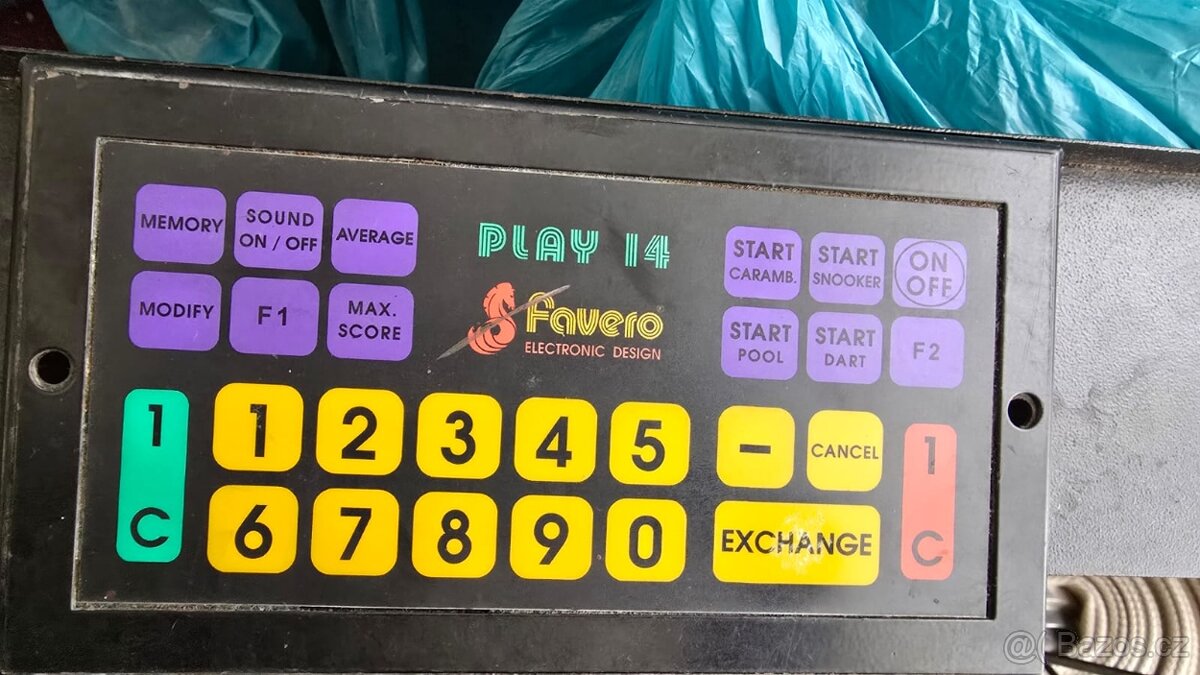 MEMORY
SOUND
ON / OFF
AVERAGE
MODIFY
F1
MAX.
SCORE
PLAY 14
Favero
ELECTRONIC DESIGN
START
CARAMB.
START
SNOOKER
ON
OFF
START
POOL
START
DART
F2
1
C
1
2
3
4
5
-
CANCEL
1
C
6
7
8
9
0
EXCHANGE
@ Bazos.cz